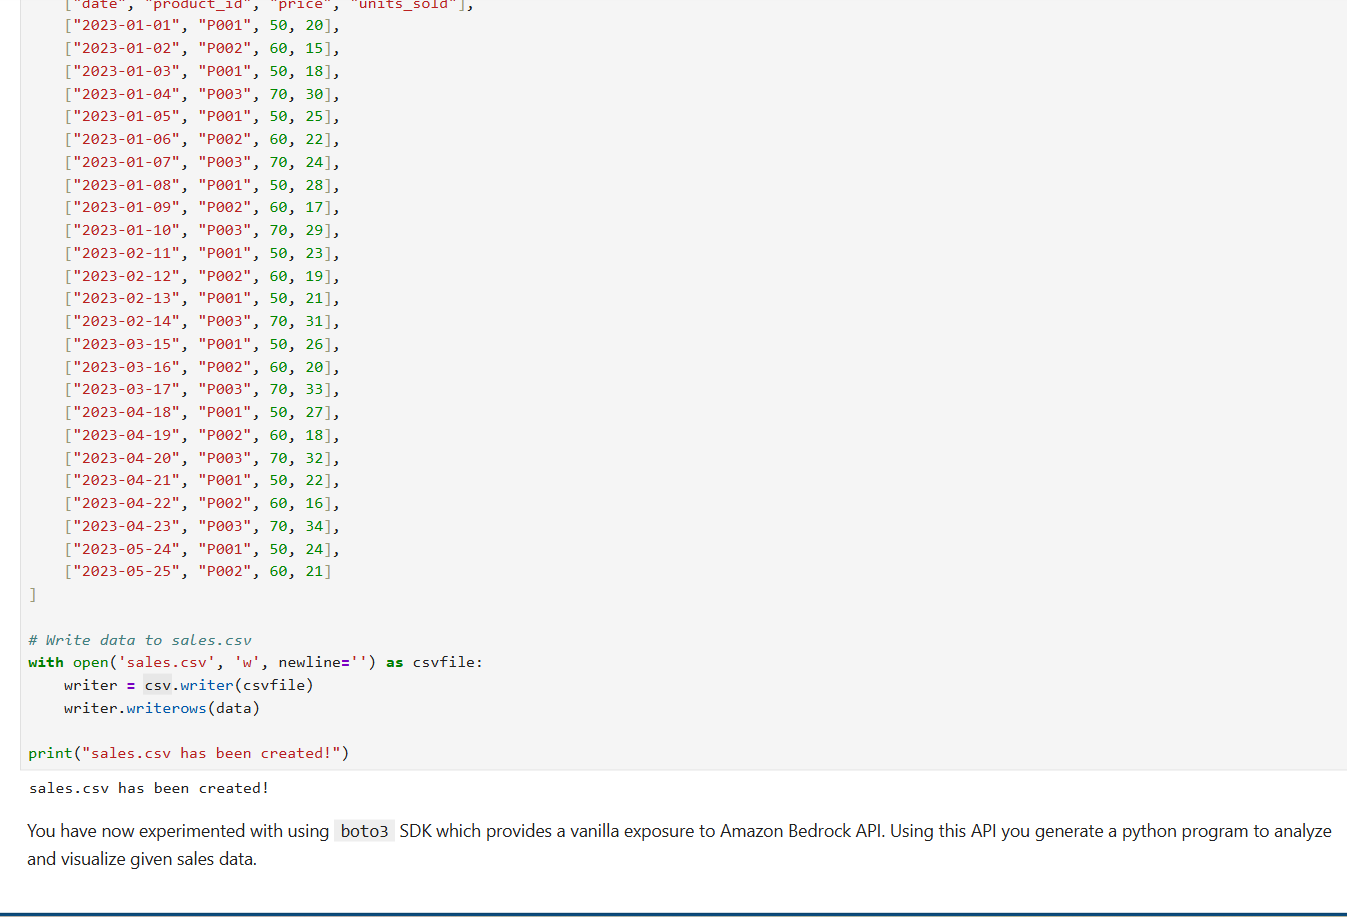 ["date", "product_id", "price", "units_sold"],
["2023-01-01", "P001", 50, 20],
["2023-01-02", "P002", 60, 15],
["2023-01-03", "P001", 50, 18],
["2023-01-04", "P003", 70, 30],
["2023-01-05", "P001", 50, 25],
["2023-01-06", "P002", 60, 22],
["2023-01-07", "P003", 70, 24],
["2023-01-08", "P001", 50, 28],
["2023-01-09", "P002", 60, 17],
["2023-01-10", "P003", 70, 29],
["2023-02-11", "P001", 50, 23],
["2023-02-12", "P002", 60, 19],
["2023-02-13", "P001", 50, 21],
["2023-02-14", "P003", 70, 31],
["2023-03-15", "P001", 50, 26],
["2023-03-16", "P002", 60, 20],
["2023-03-17", "P003", 70, 33],
["2023-04-18", "P001", 50, 27],
["2023-04-19", "P002", 60, 18],
["2023-04-20", "P003", 70, 32],
["2023-04-21", "P001", 50, 22],
["2023-04-22", "P002", 60, 16],
["2023-04-23", "P003", 70, 34],
["2023-05-24", "P001", 50, 24],
["2023-05-25", "P002", 60, 21]
]
# Write data to sales.csv
with open('sales.csv', 'w', newline='') as csvfile:
    writer = csv.writer(csvfile)
    writer.writerows(data)
print("sales.csv has been created!")
sales.csv has been created!
You have now experimented with using boto3 SDK which provides a vanilla exposure to Amazon Bedrock API. Using this API you generate a python program to analyze
and visualize given sales data.